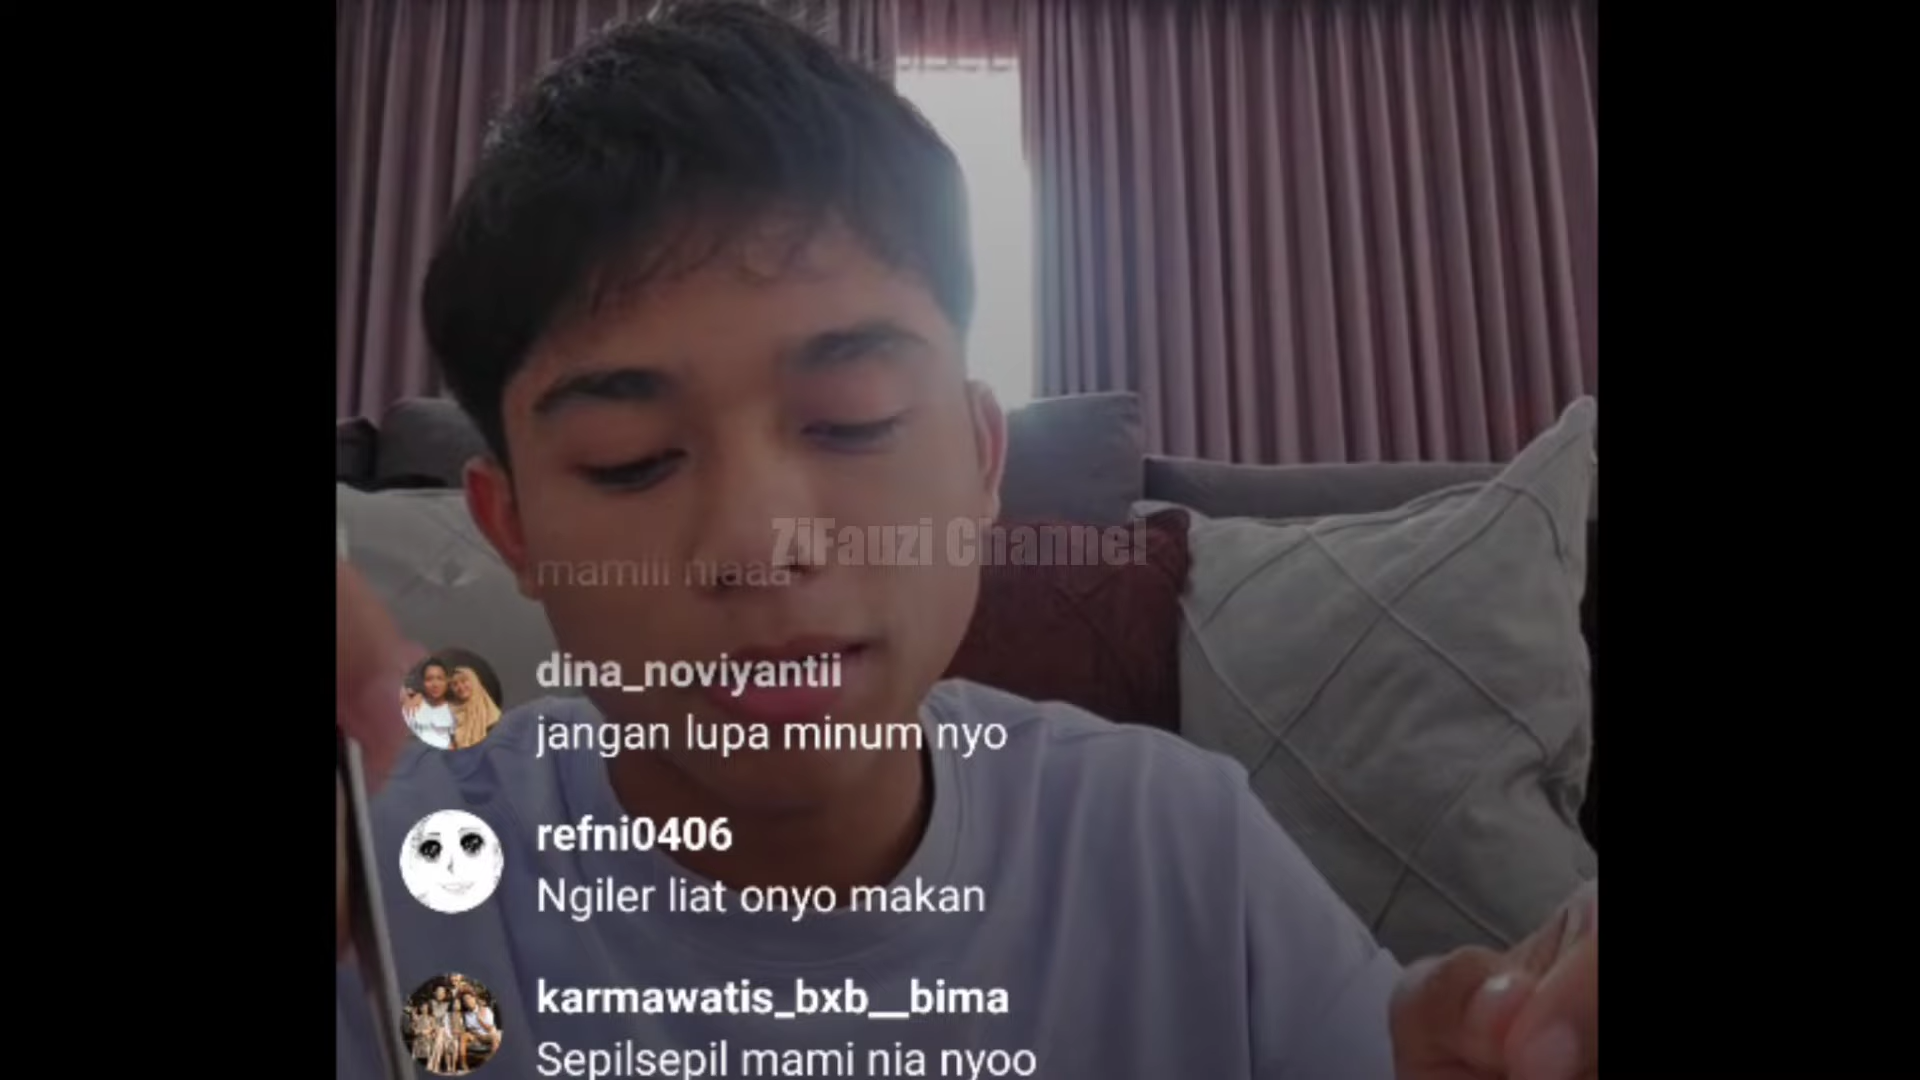 ZiFauzi Channel
mamiii niaaa
dina_noviyantii
jangan lupa minum nyo
refni0406
Ngiler liat onyo makan
karmawatis_bxb__bima
Sepilsepil mami nia nyoo